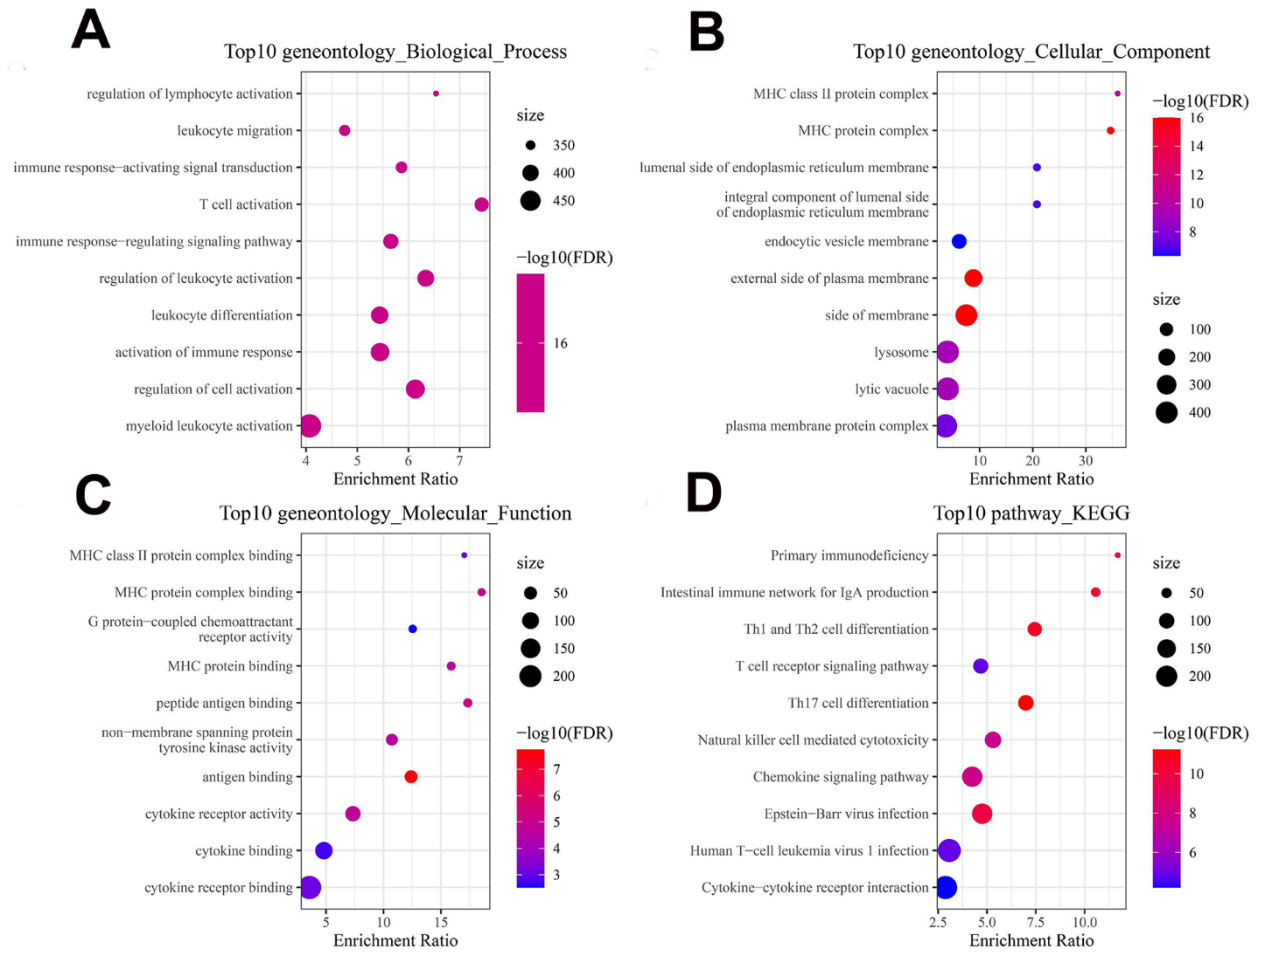 A
Top10 geneontology_Biological_Process
regulation of lymphocyte activation
leukocyte migration
immune response−activating signal transduction
T cell activation
immune response−regulating signaling pathway
regulation of leukocyte activation
leukocyte differentiation
activation of immune response
regulation of cell activation
myeloid leukocyte activation
4 5 6 7
Enrichment Ratio
size
350
400
450
−log10(FDR)
16
B
Top10 geneontology_Cellular_Component
MHC class II protein complex
MHC protein complex
lumenal side of endoplasmic reticulum membrane
integral component of lumenal side
of endoplasmic reticulum membrane
endocytic vesicle membrane
external side of plasma membrane
side of membrane
lysosome
lytic vacuole
plasma membrane protein complex
10 20 30
Enrichment Ratio
−log10(FDR)
16
14
12
10
8
size
100
200
300
400
C
Top10 geneontology_Molecular_Function
MHC class II protein complex binding
MHC protein complex binding
G protein−coupled chemoattractant
receptor activity
MHC protein binding
peptide antigen binding
non−membrane spanning protein
tyrosine kinase activity
antigen binding
cytokine receptor activity
cytokine binding
cytokine receptor binding
5 10 15
Enrichment Ratio
size
50
100
150
200
−log10(FDR)
7
6
5
4
3
D
Top10 pathway_KEGG
Primary immunodeficiency
Intestinal immune network for IgA production
Th1 and Th2 cell differentiation
T cell receptor signaling pathway
Th17 cell differentiation
Natural killer cell mediated cytotoxicity
Chemokine signaling pathway
Epstein−Barr virus infection
Human T−cell leukemia virus 1 infection
Cytokine−cytokine receptor interaction
2.5 5.0 7.5 10.0
Enrichment Ratio
size
50
100
150
200
−log10(FDR)
10
8
6